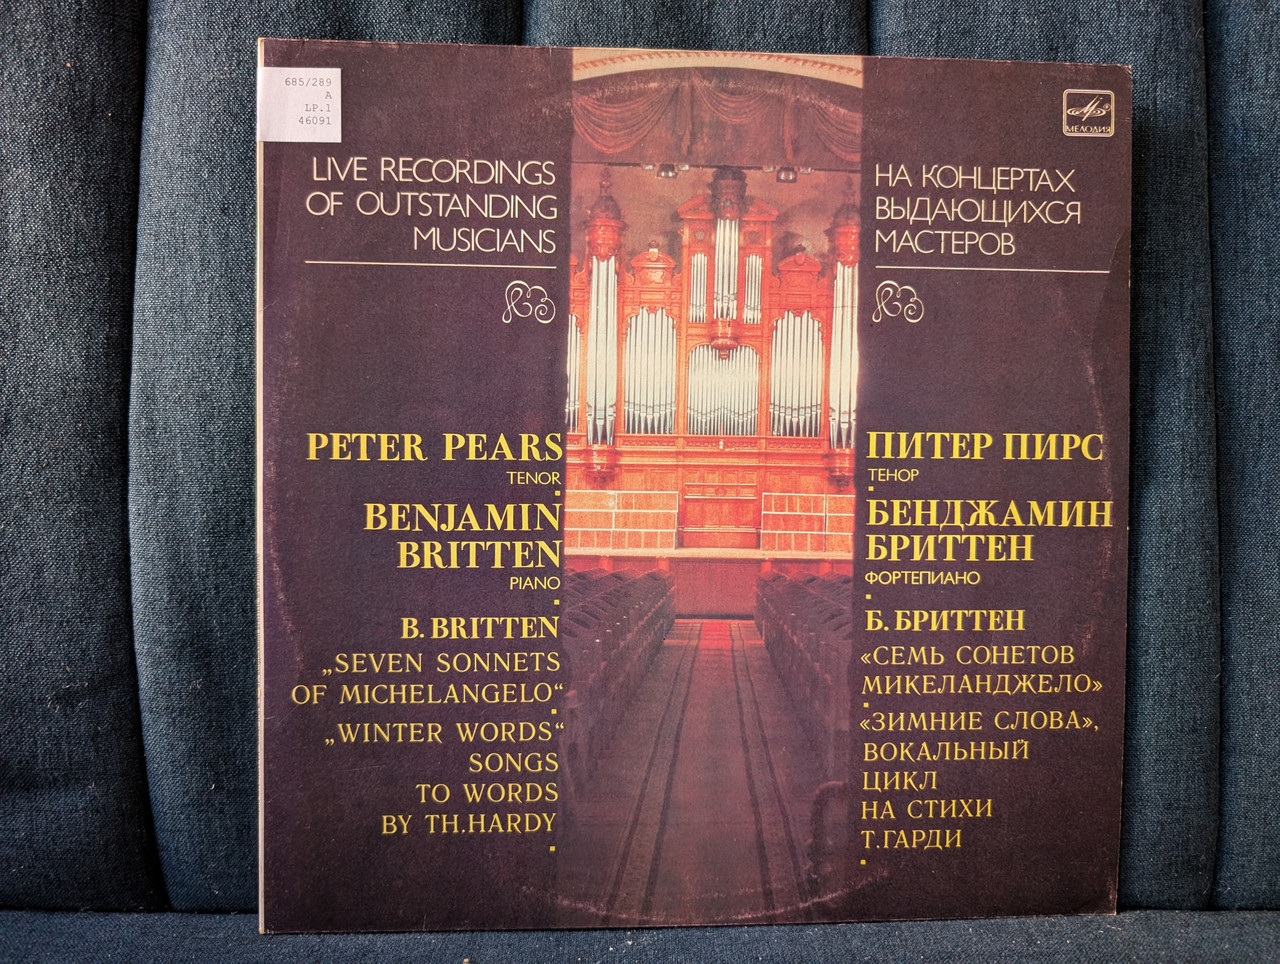 685/289
A
LP.1
46091
LIVE RECORDINGS
OF OUTSTANDING
MUSICIANS
PETER PEARS
TENOR
BENJAMIN
BRITTEN
PIANO
B. BRITTEN
„SEVEN SONNETS
OF MICHELANGELO“
„WINTER WORDS“
SONGS
TO WORDS
BY TH.HARDY
МЕЛОДИЯ
НА КОНЦЕРТАХ
ВЫДАЮЩИХСЯ
МАСТЕРОВ
ПИТЕР ПИРС
ТЕНОР
БЕНДЖАМИН
БРИТТЕН
ФОРТЕПИАНО
Б. БРИТТЕН
«СЕМЬ СОНЕТОВ
МИКЕЛАНДЖЕЛО»
«ЗИМНИЕ СЛОВА»,
ВОКАЛЬНЫЙ
ЦИКЛ
НА СТИХИ
Т.ГАРДИ